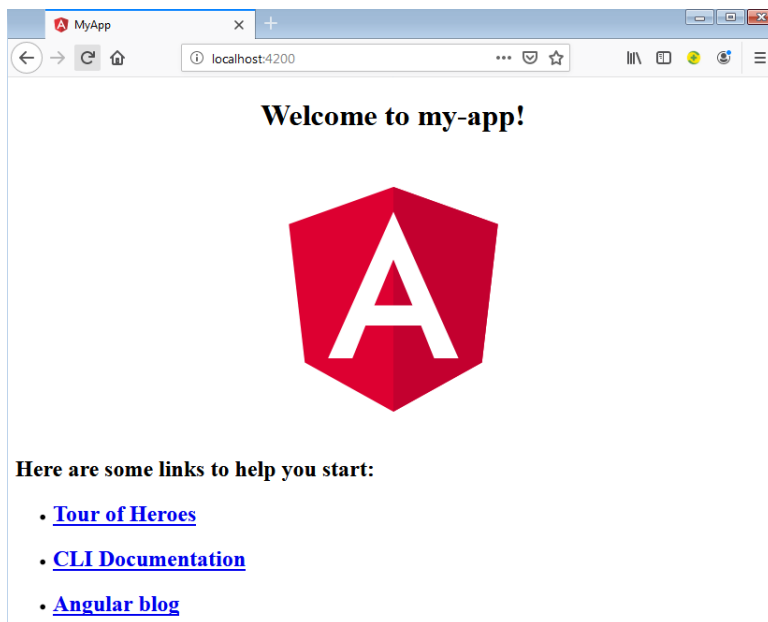 MyApp
localhost:4200
Welcome to my-app!
A
Here are some links to help you start:
• Tour of Heroes
• CLI Documentation
• Angular blog